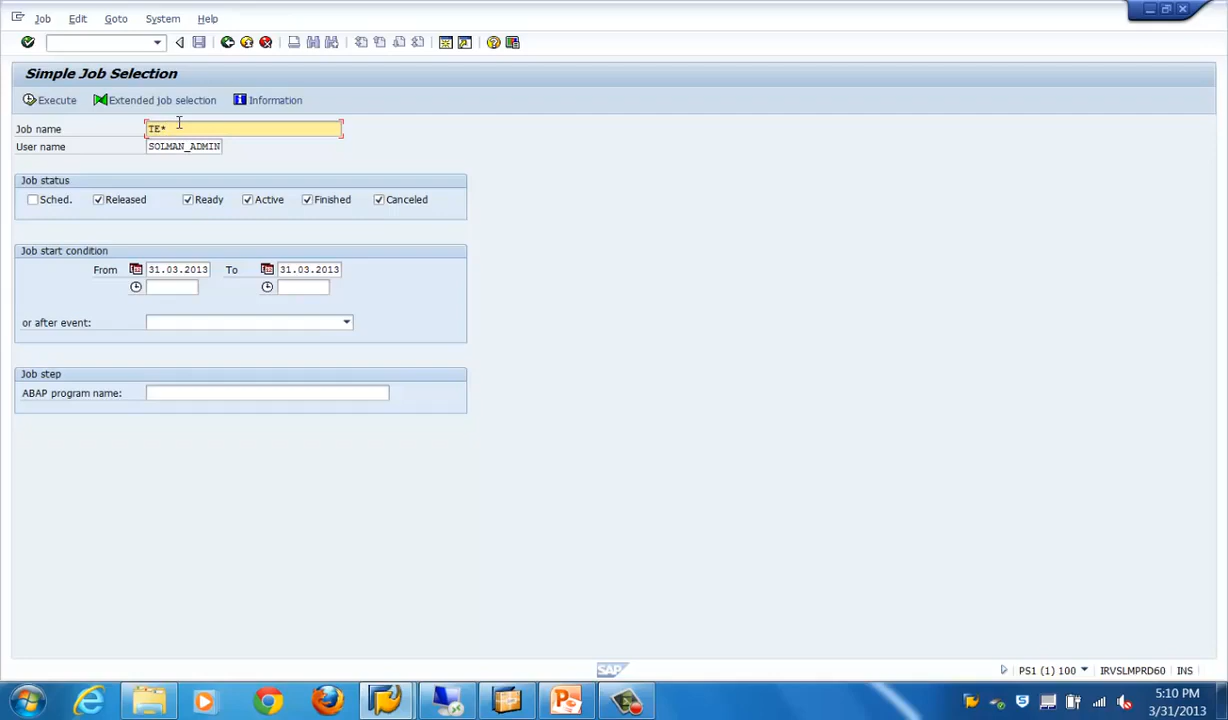 Job Edit Goto System Help
Simple Job Selection
Execute Extended job selection Information
Job name TE*
User name SOLMAN_ADMIN
Job status
Sched. Released Ready Active Finished Canceled
Job start condition
From 31.03.2013 To 31.03.2013
or after event:
Job step
ABAP program name:
SAP
PS1 (1) 100 IRVSLMPRD60 INS
5:10 PM
3/31/2013